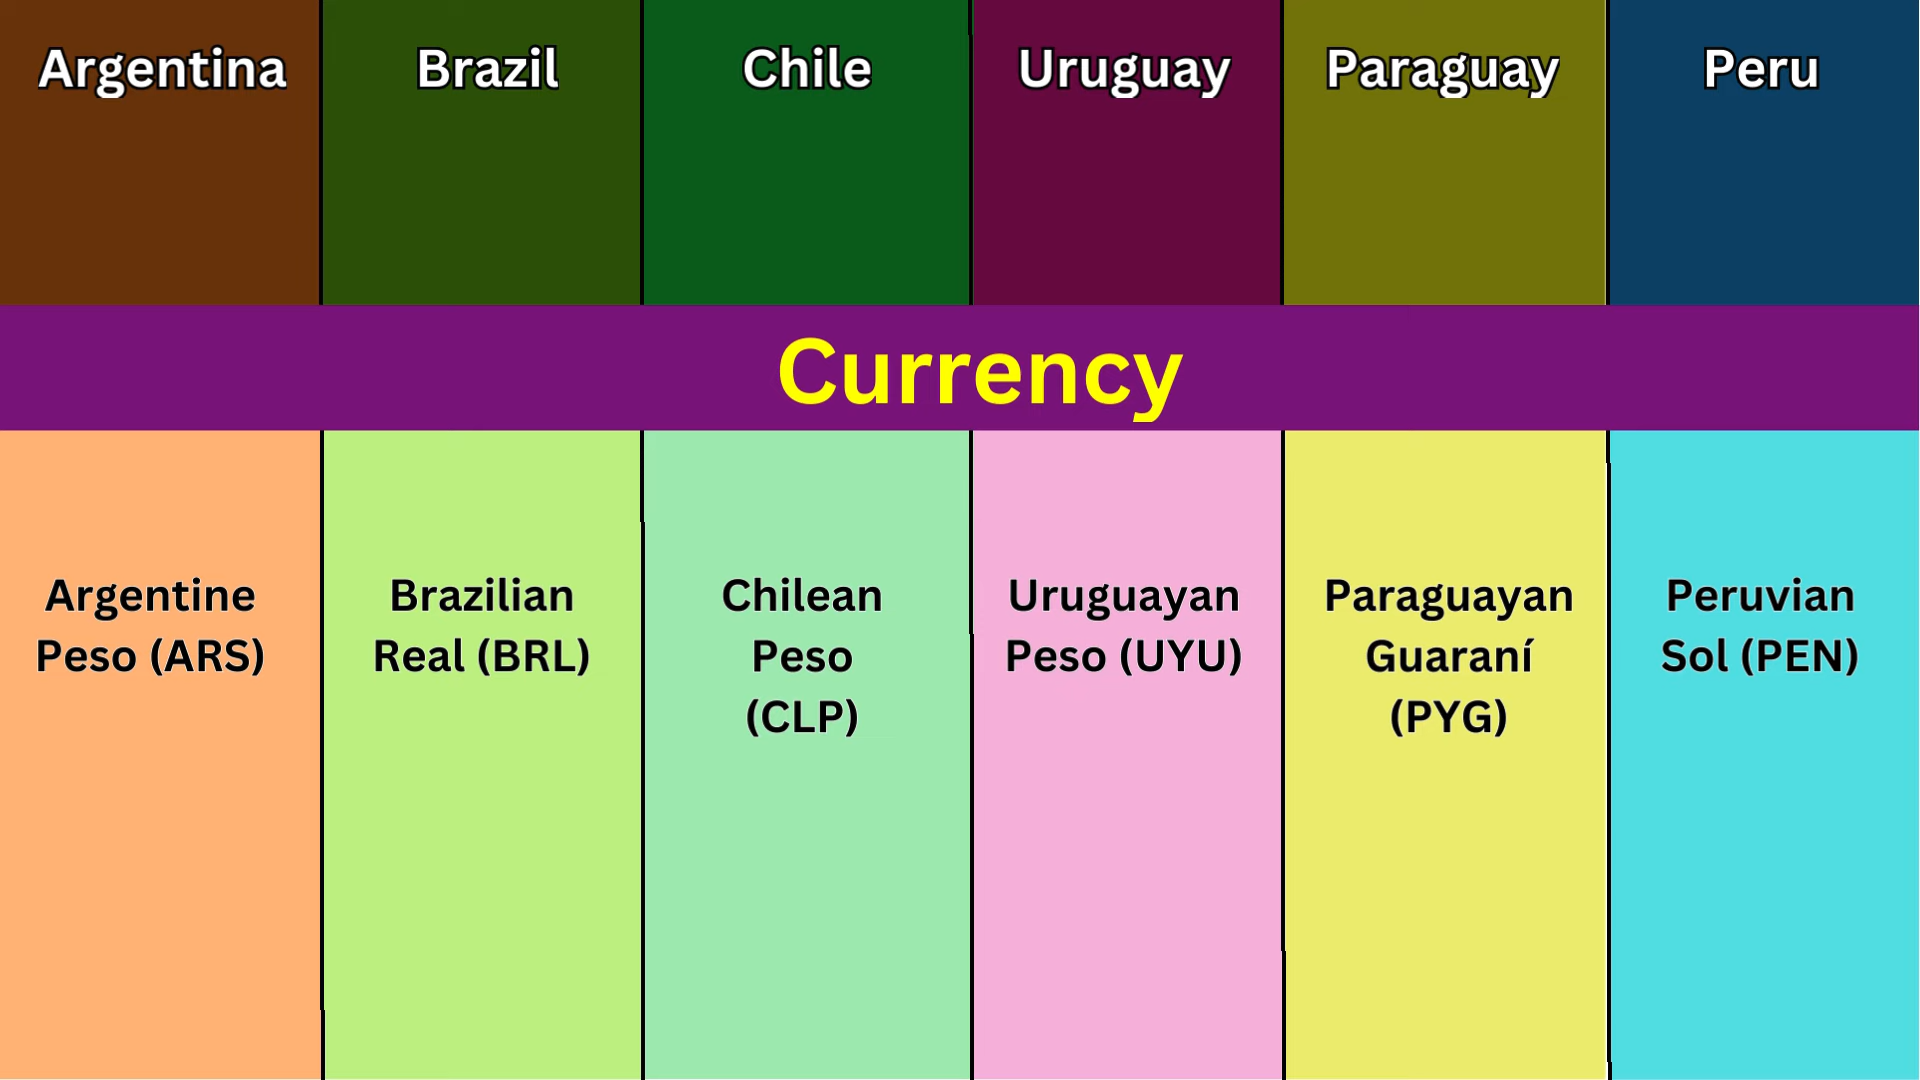 Argentina
Brazil
Chile
Uruguay
Paraguay
Peru
Currency
Argentine
Peso (ARS)
Brazilian
Real (BRL)
Chilean
Peso
(CLP)
Uruguayan
Peso (UYU)
Paraguayan
Guaraní
(PYG)
Peruvian
Sol (PEN)